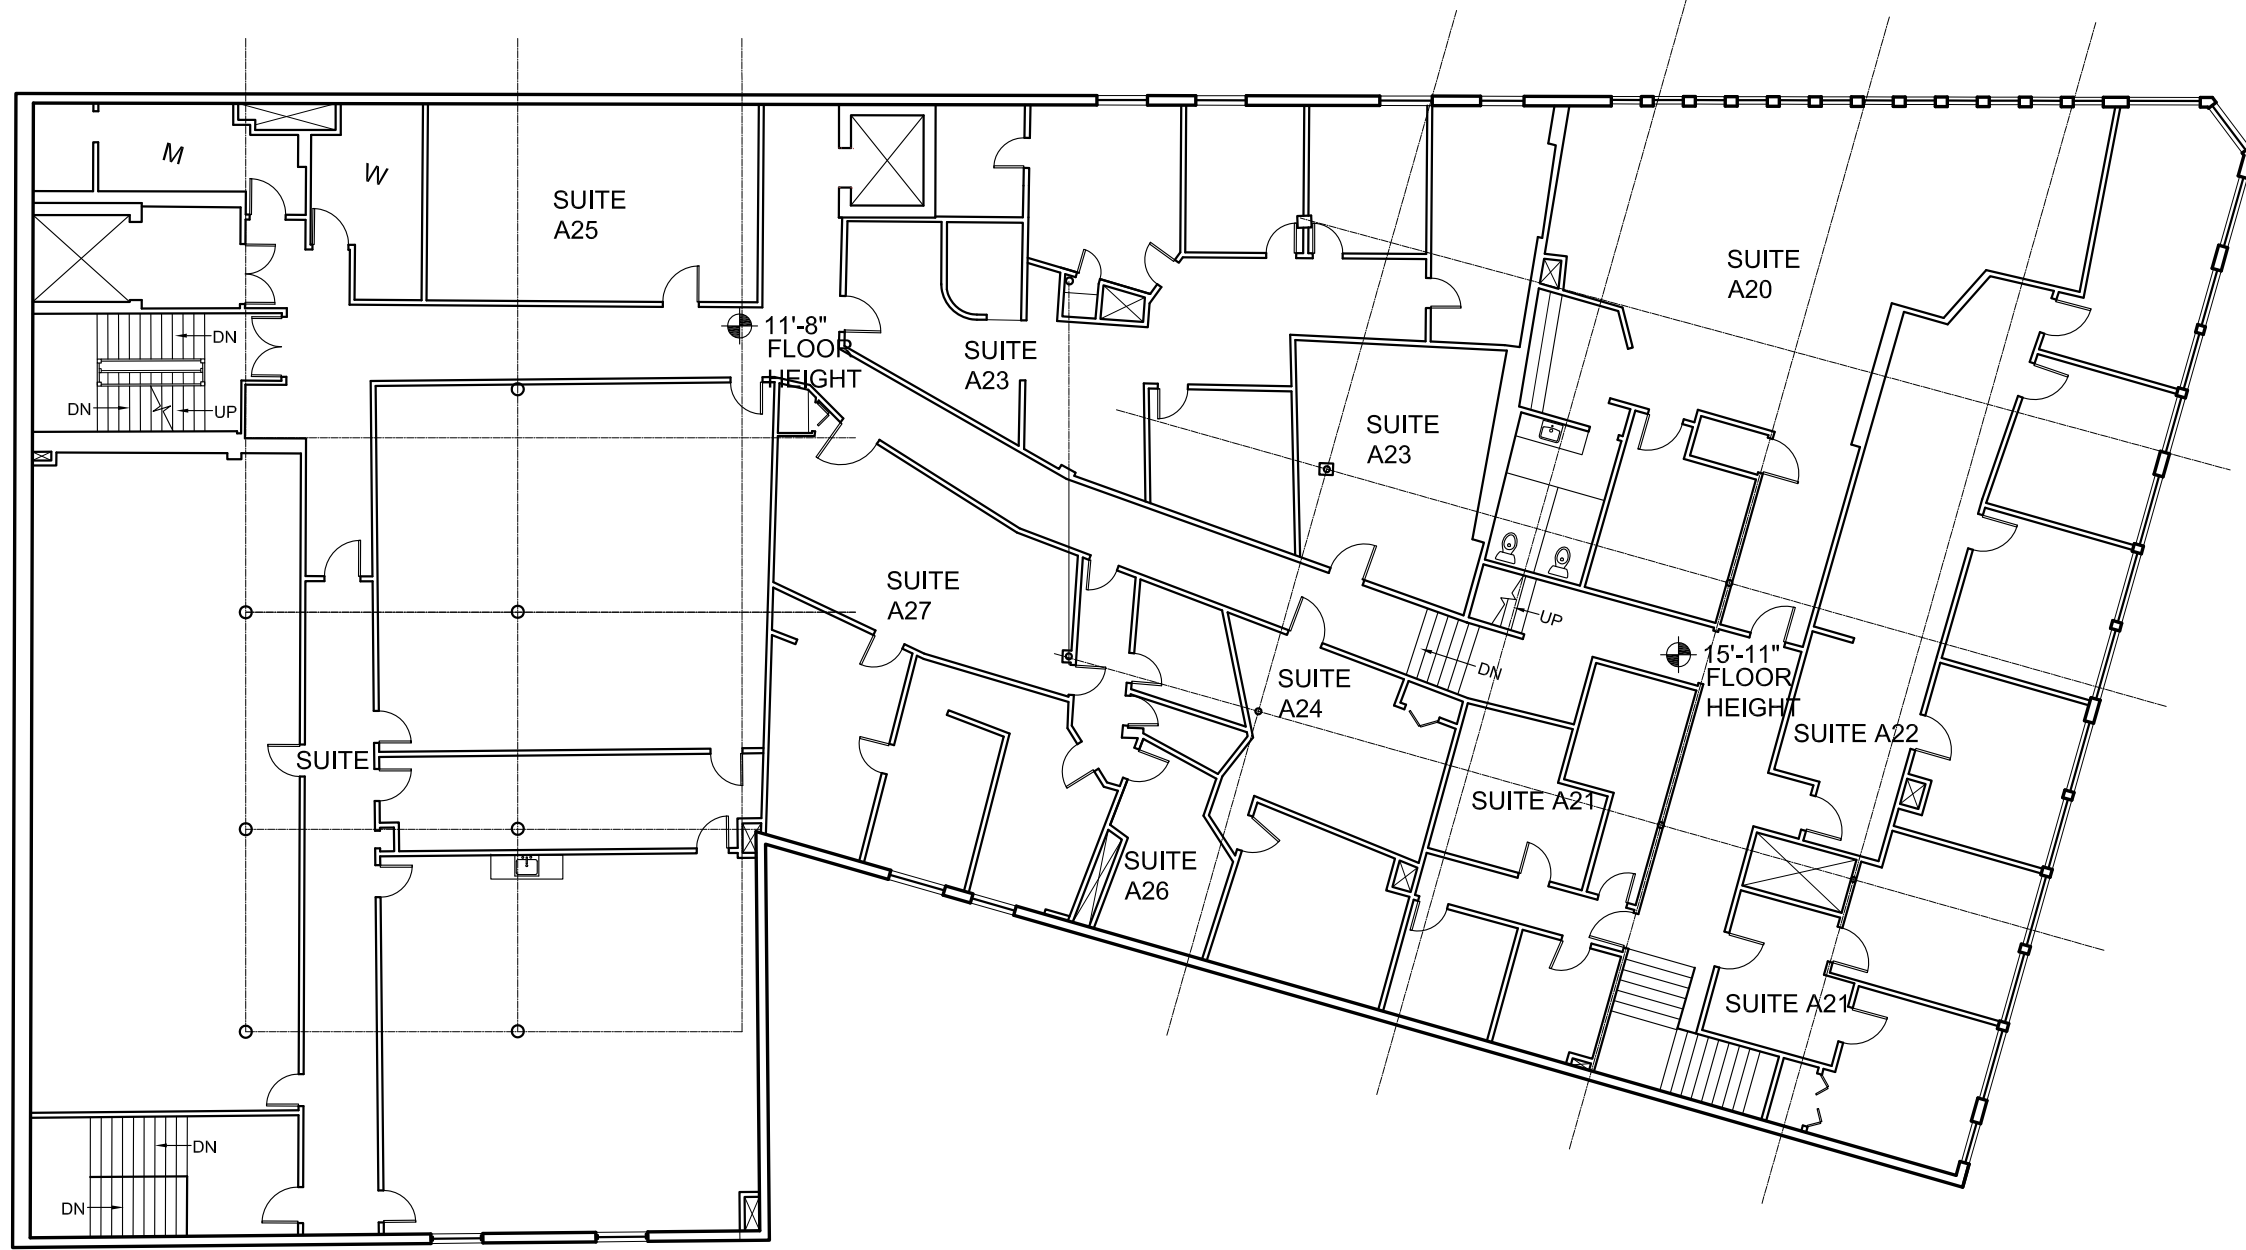 M
W
SUITE
A25
DN
DN
UP
11'-8"
FLOOR
HEIGHT
SUITE
A23
SUITE
A20
SUITE
A23
SUITE
A27
UP
15'-11"
FLOOR
HEIGHT
DN
SUITE
A24
SUITE A22
SUITE
SUITE A21
SUITE
A26
SUITE A21
DN
DN